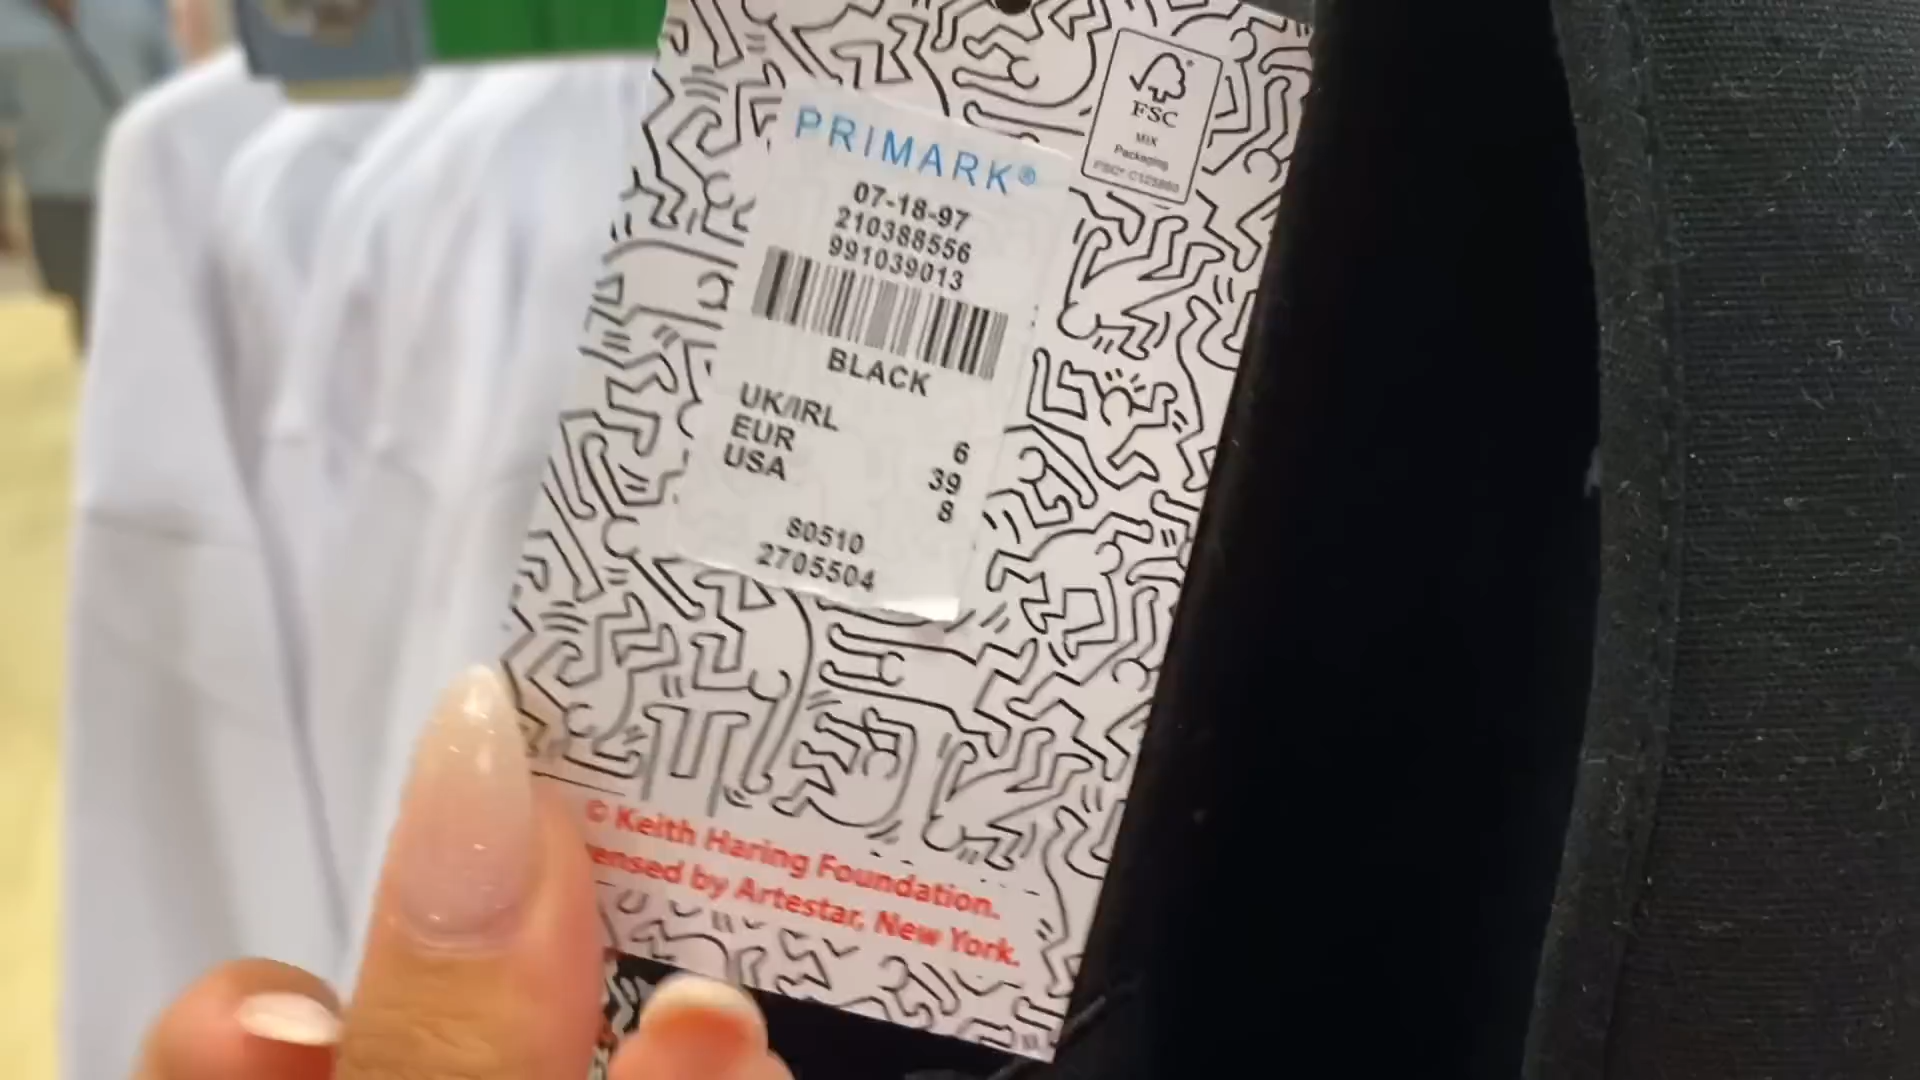 FSC
MIX
Packaging
PRIMARK®
07-18-97
210388556
991039013
BLACK
UK/IRL 6
EUR 39
USA 8
80510
2705504
© Keith Haring Foundation.
by Artestar, New York.